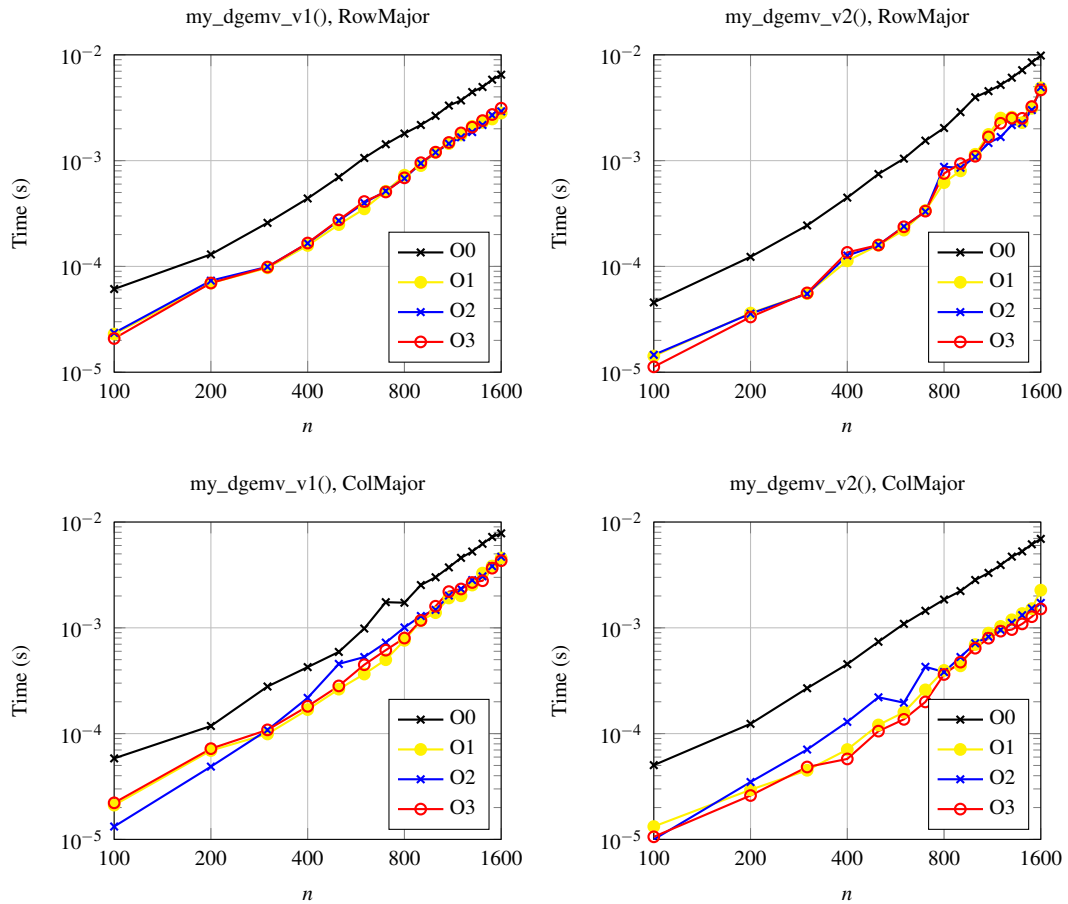 my_dgemv_v1(), RowMajor
10⁻²
10⁻³
10⁻⁴
10⁻⁵
Time (s)
100 200 400 800 1600
n
O0
O1
O2
O3
my_dgemv_v2(), RowMajor
10⁻²
10⁻³
10⁻⁴
10⁻⁵
Time (s)
100 200 400 800 1600
n
O0
O1
O2
O3
my_dgemv_v1(), ColMajor
10⁻²
10⁻³
10⁻⁴
10⁻⁵
Time (s)
100 200 400 800 1600
n
O0
O1
O2
O3
my_dgemv_v2(), ColMajor
10⁻²
10⁻³
10⁻⁴
10⁻�5
Time (s)
100 200 400 800 1600
n
O0
O1
O2
O3